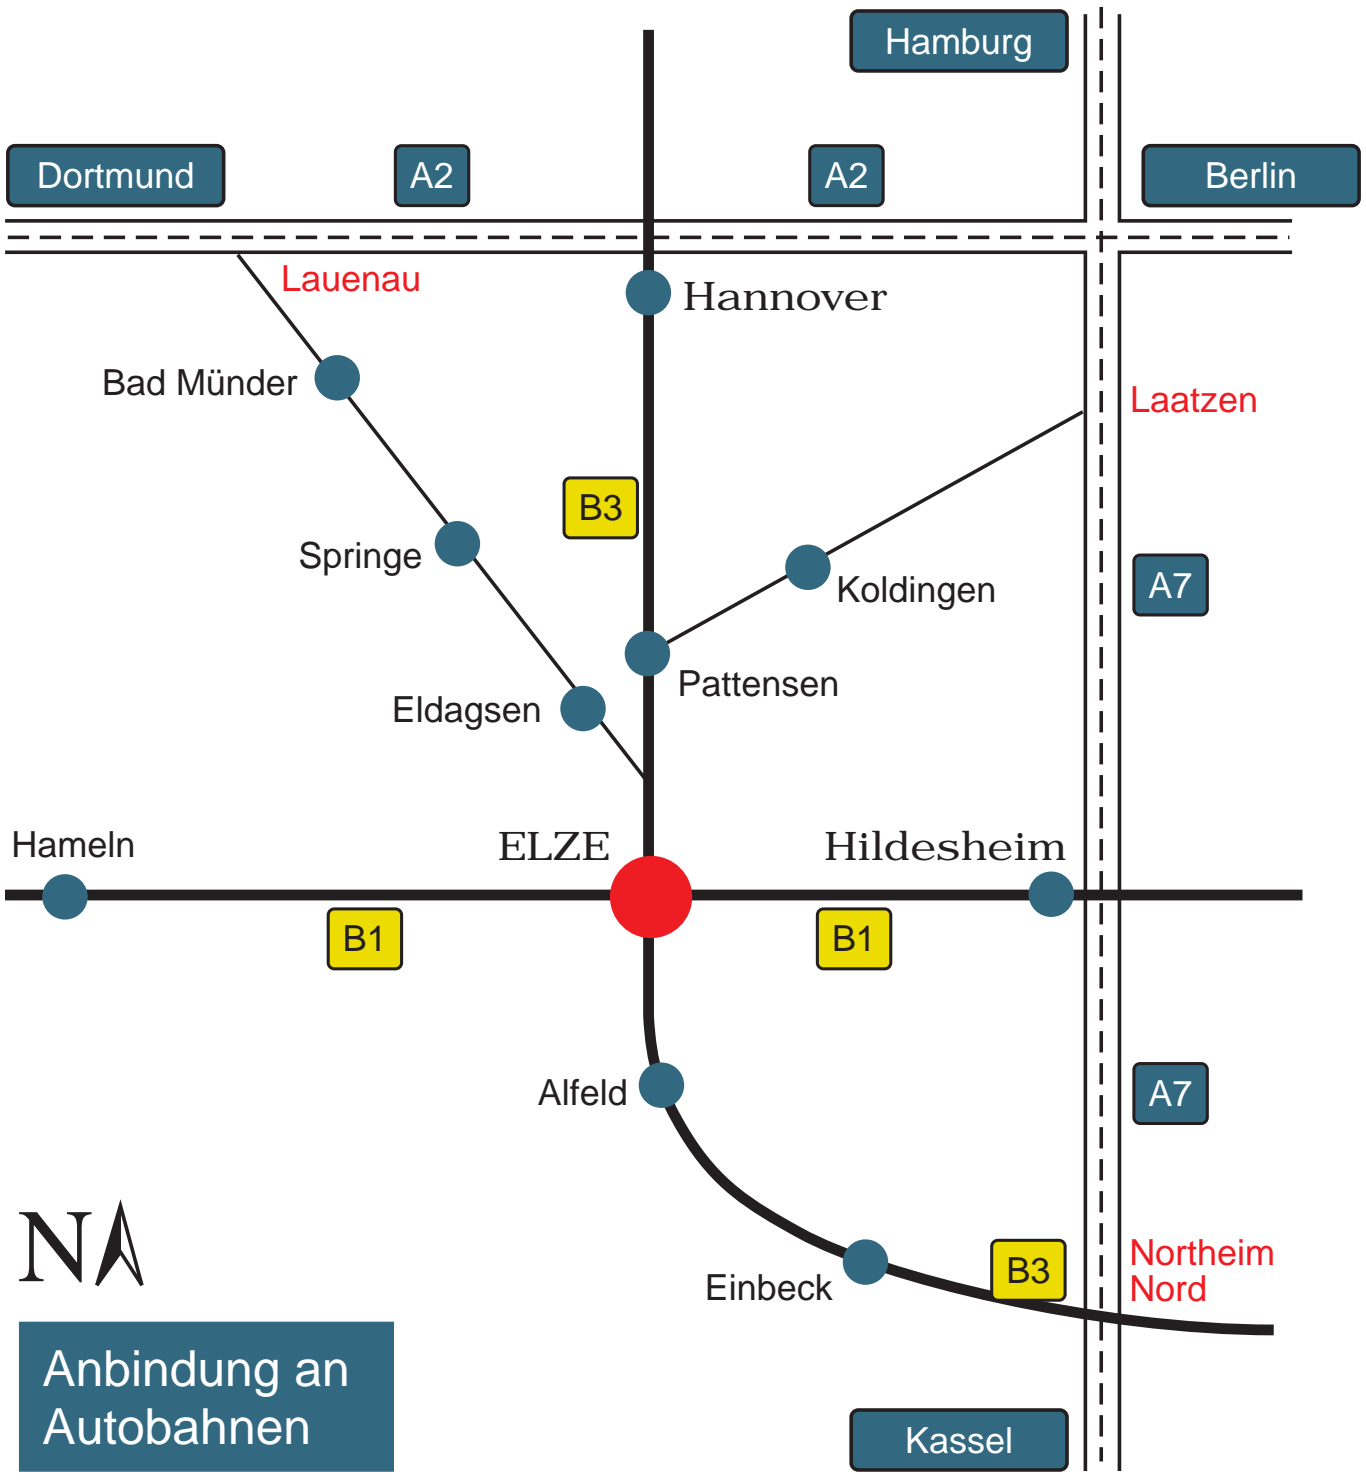 Hamburg
Dortmund
A2
A2
Berlin
Lauenau
Hannover
Bad Münder
Laatzen
B3
Springe
Koldingen
A7
Pattensen
Eldagsen
Hameln
ELZE
Hildesheim
B1
B1
Alfeld
A7
N
Einbeck
B3
Northeim
Nord
Anbindung an
Autobahnen
Kassel